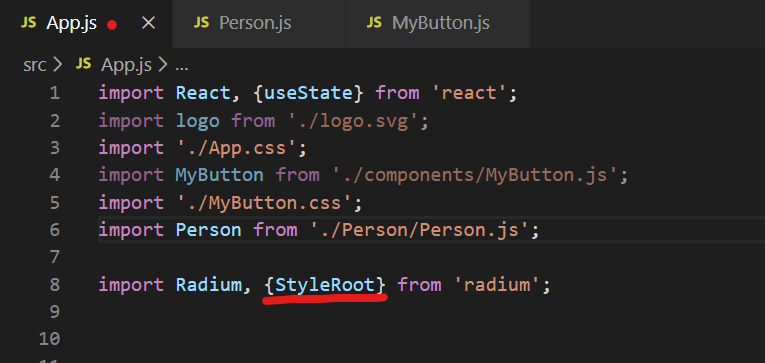 JS App.js ● × JS Person.js JS MyButton.js
src > JS App.js > ...
1 import React, {useState} from 'react';
2 import logo from './logo.svg';
3 import './App.css';
4 import MyButton from './components/MyButton.js';
5 import './MyButton.css';
6 import Person from './Person/Person.js';
7
8 import Radium, {StyleRoot} from 'radium';
9
10